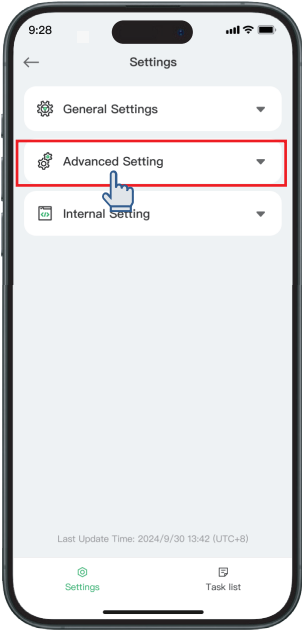 9:28
Settings
General Settings
Advanced Setting
Internal Setting
Last Update Time: 2024/9/30 13:42 (UTC+8)
Settings
Task list